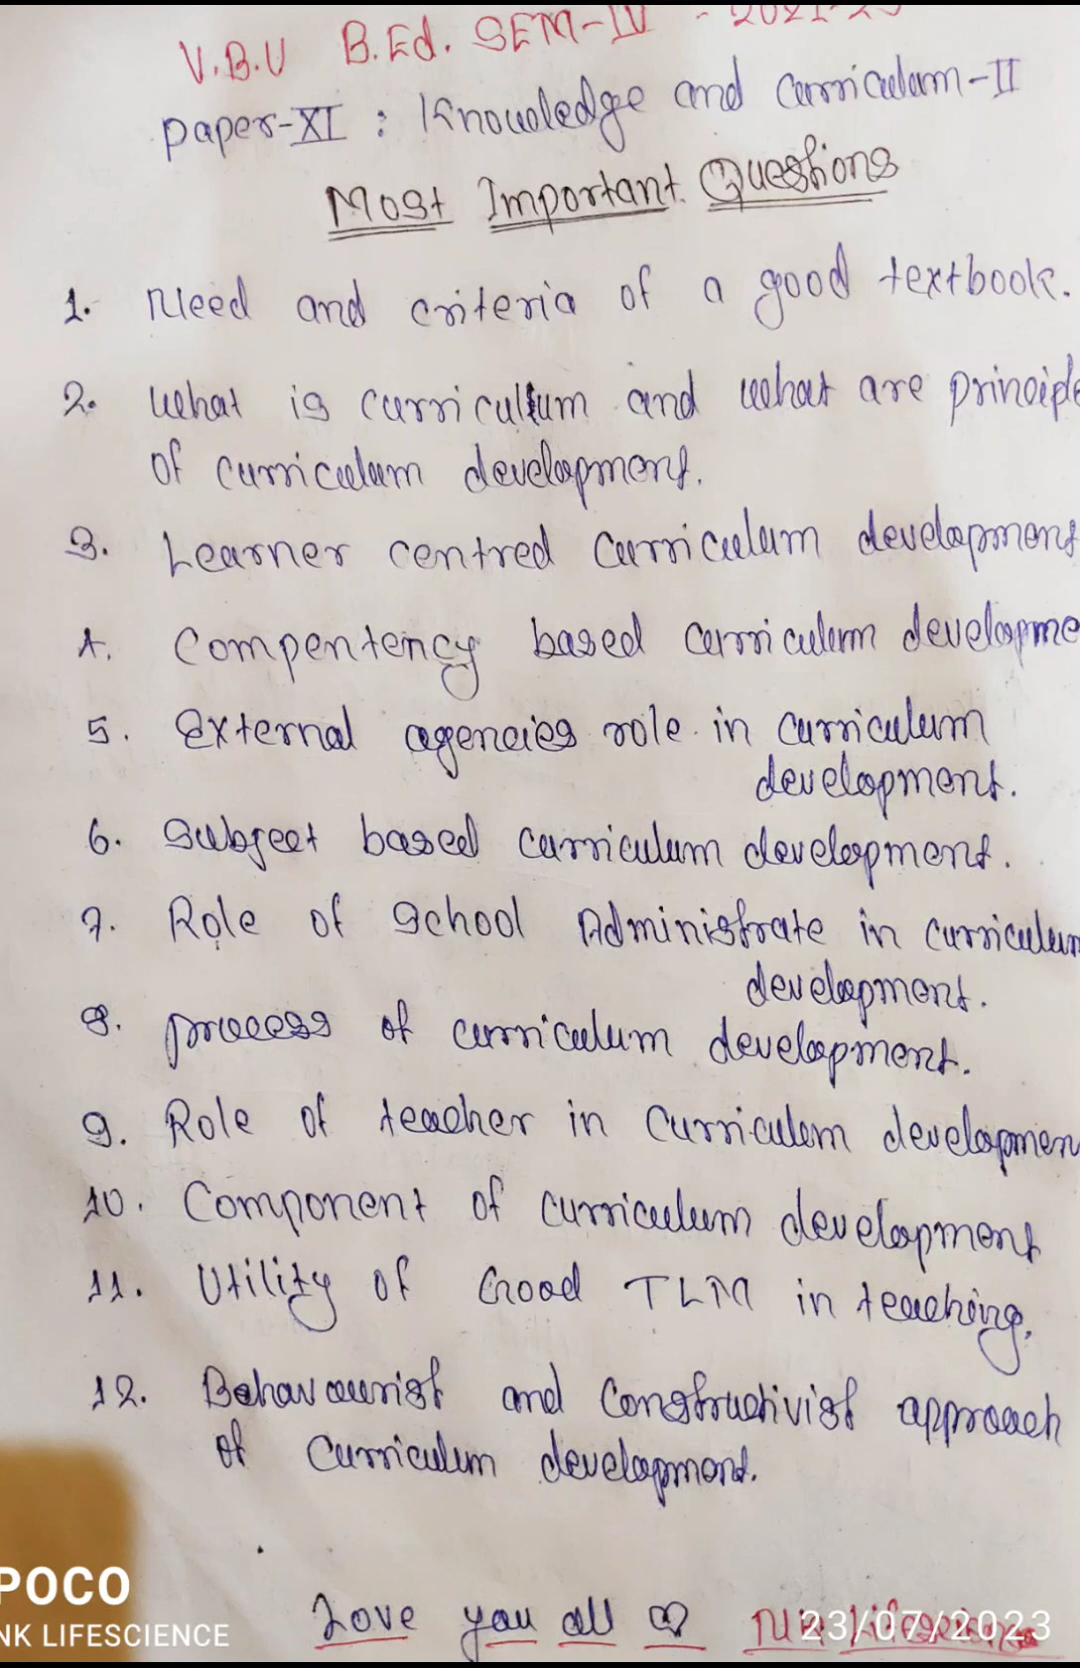 V.B.U B.Ed. SEM-IV - 2021-23
paper-XI : Knowledge and Curriculum-II
Most Important Questions
1. Need and criteria of a good textbook.
2. What is curriculum and what are principle
of curriculum development.
3. Learner centred curriculum development
4. Compentency based curriculum developme
5. External agencies role in curriculum
development.
6. Subject based curriculum development.
7. Role of School Administrate in curriculum
development.
8. process of curriculum development.
9. Role of teacher in curriculum developmen
10. Component of curriculum development
11. Utility of Good TLM in teaching.
12. Behavourist and Constructivist approach
of curriculum development.
Love you all
POCO
NK LIFESCIENCE
23/07/2023